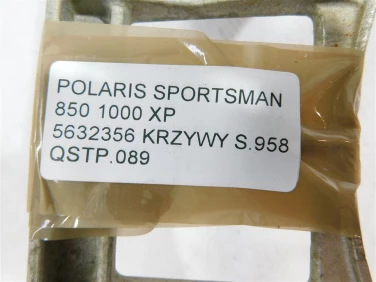 POLARIS SPORTSMAN
850 1000 XP
5632356 KRZYWY S.958
QSTP.089